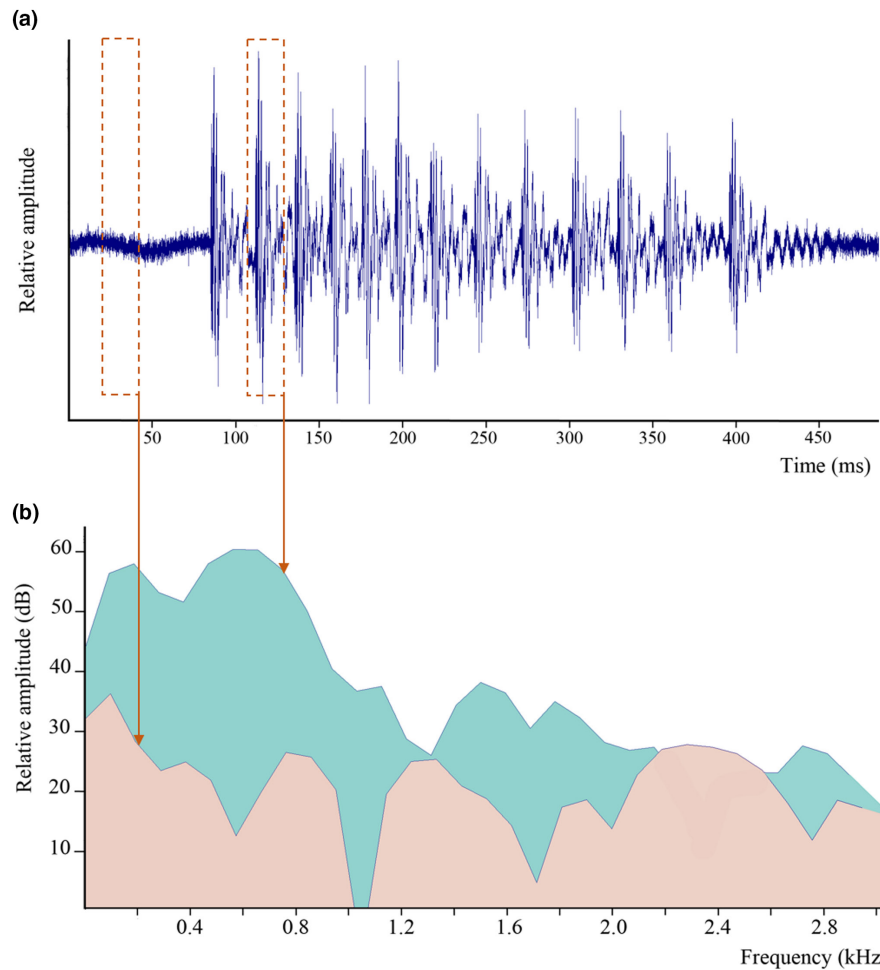 (a)
Relative amplitude
50 100 150 200 250 300 350 400 450
Time (ms)
(b)
Relative amplitude (dB)
60
50
40
30
20
10
0.4 0.8 1.2 1.6 2.0 2.4 2.8
Frequency (kHz